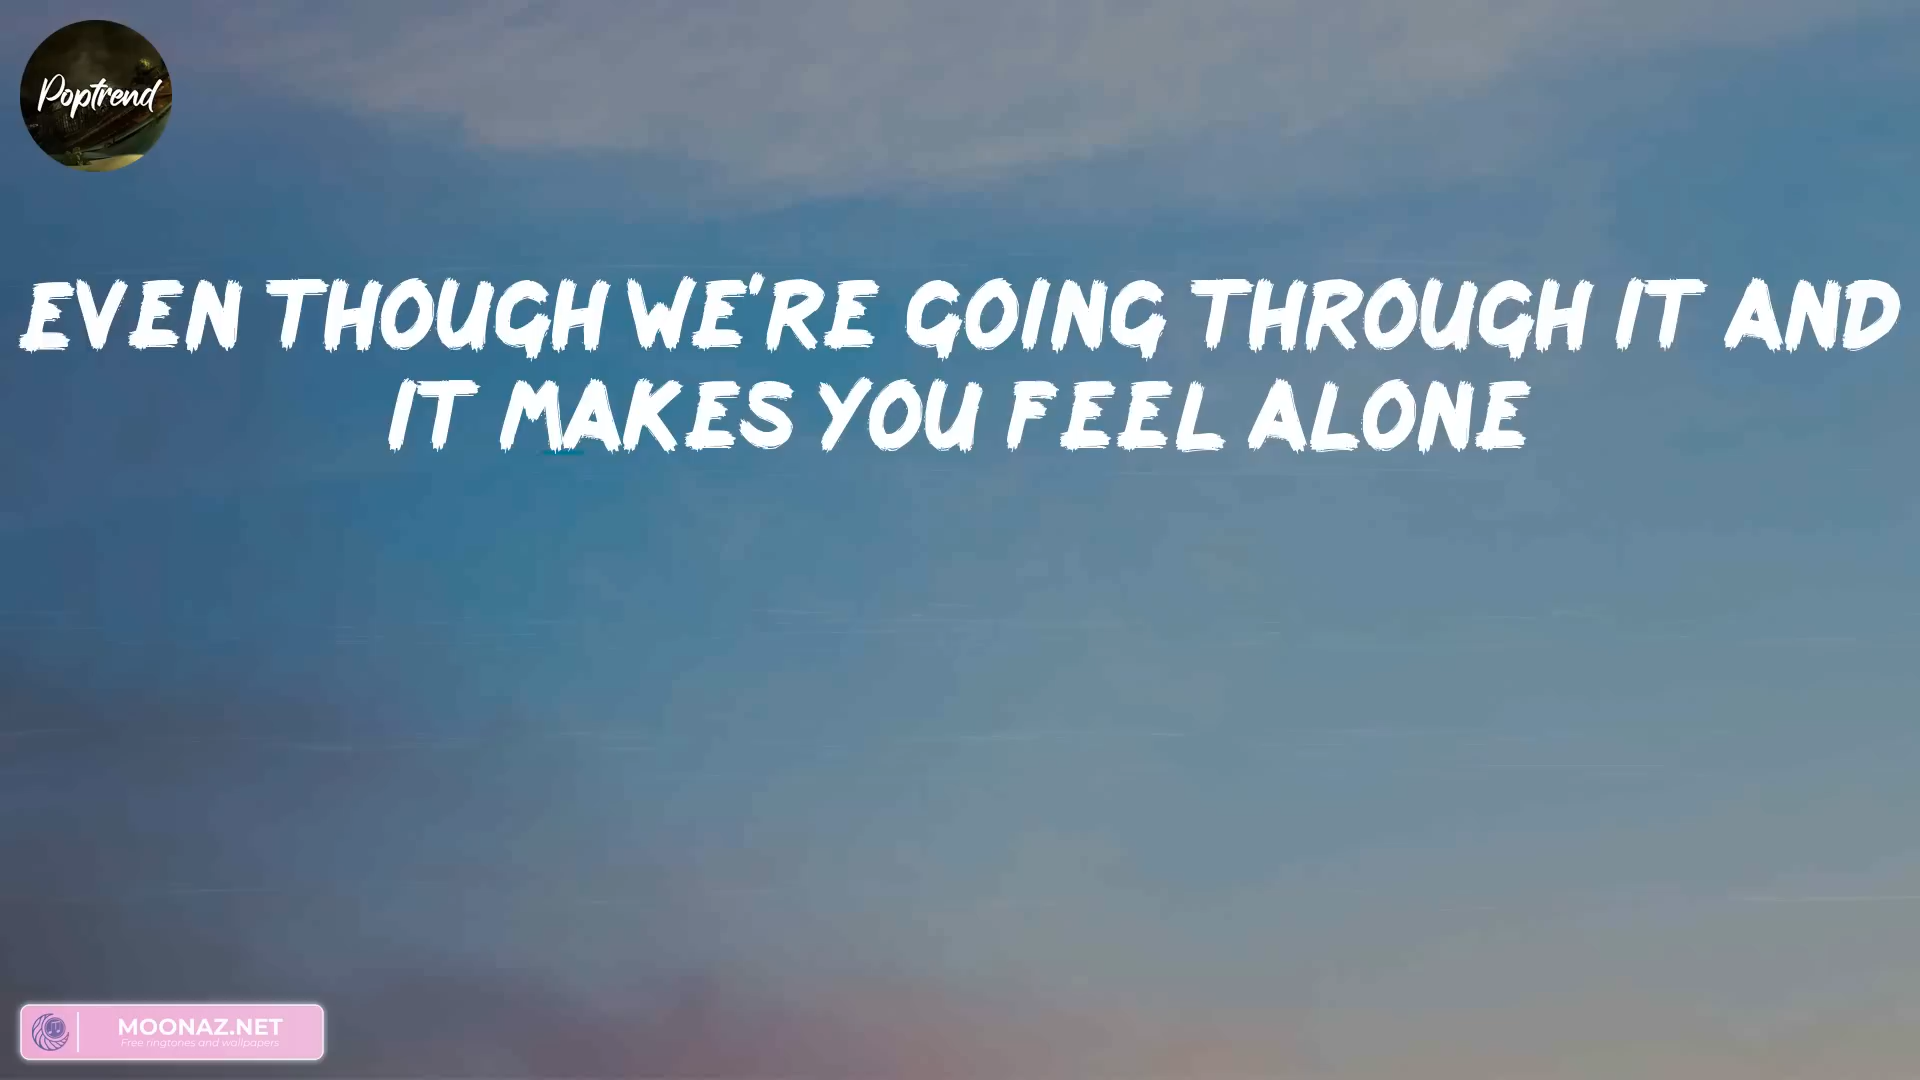 Poptrend
EVEN THOUGH WE'RE GOING THROUGH IT AND
IT MAKES YOU FEEL ALONE
MOONAZ.NET
Free ringtones and wallpapers